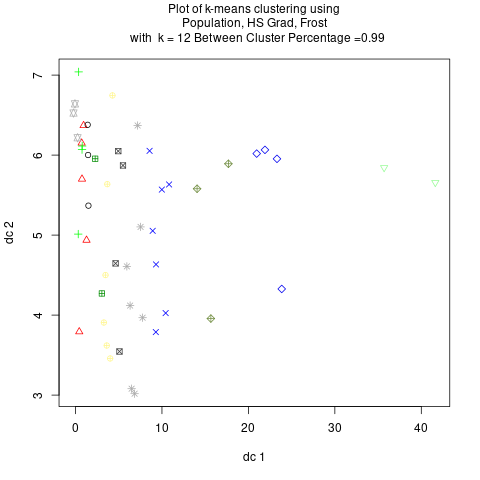 Plot of k-means clustering using
Population, HS Grad, Frost
with  k = 12 Between Cluster Percentage =0.99
7
6
5
4
3
dc 2
0
10
20
30
40
dc 1